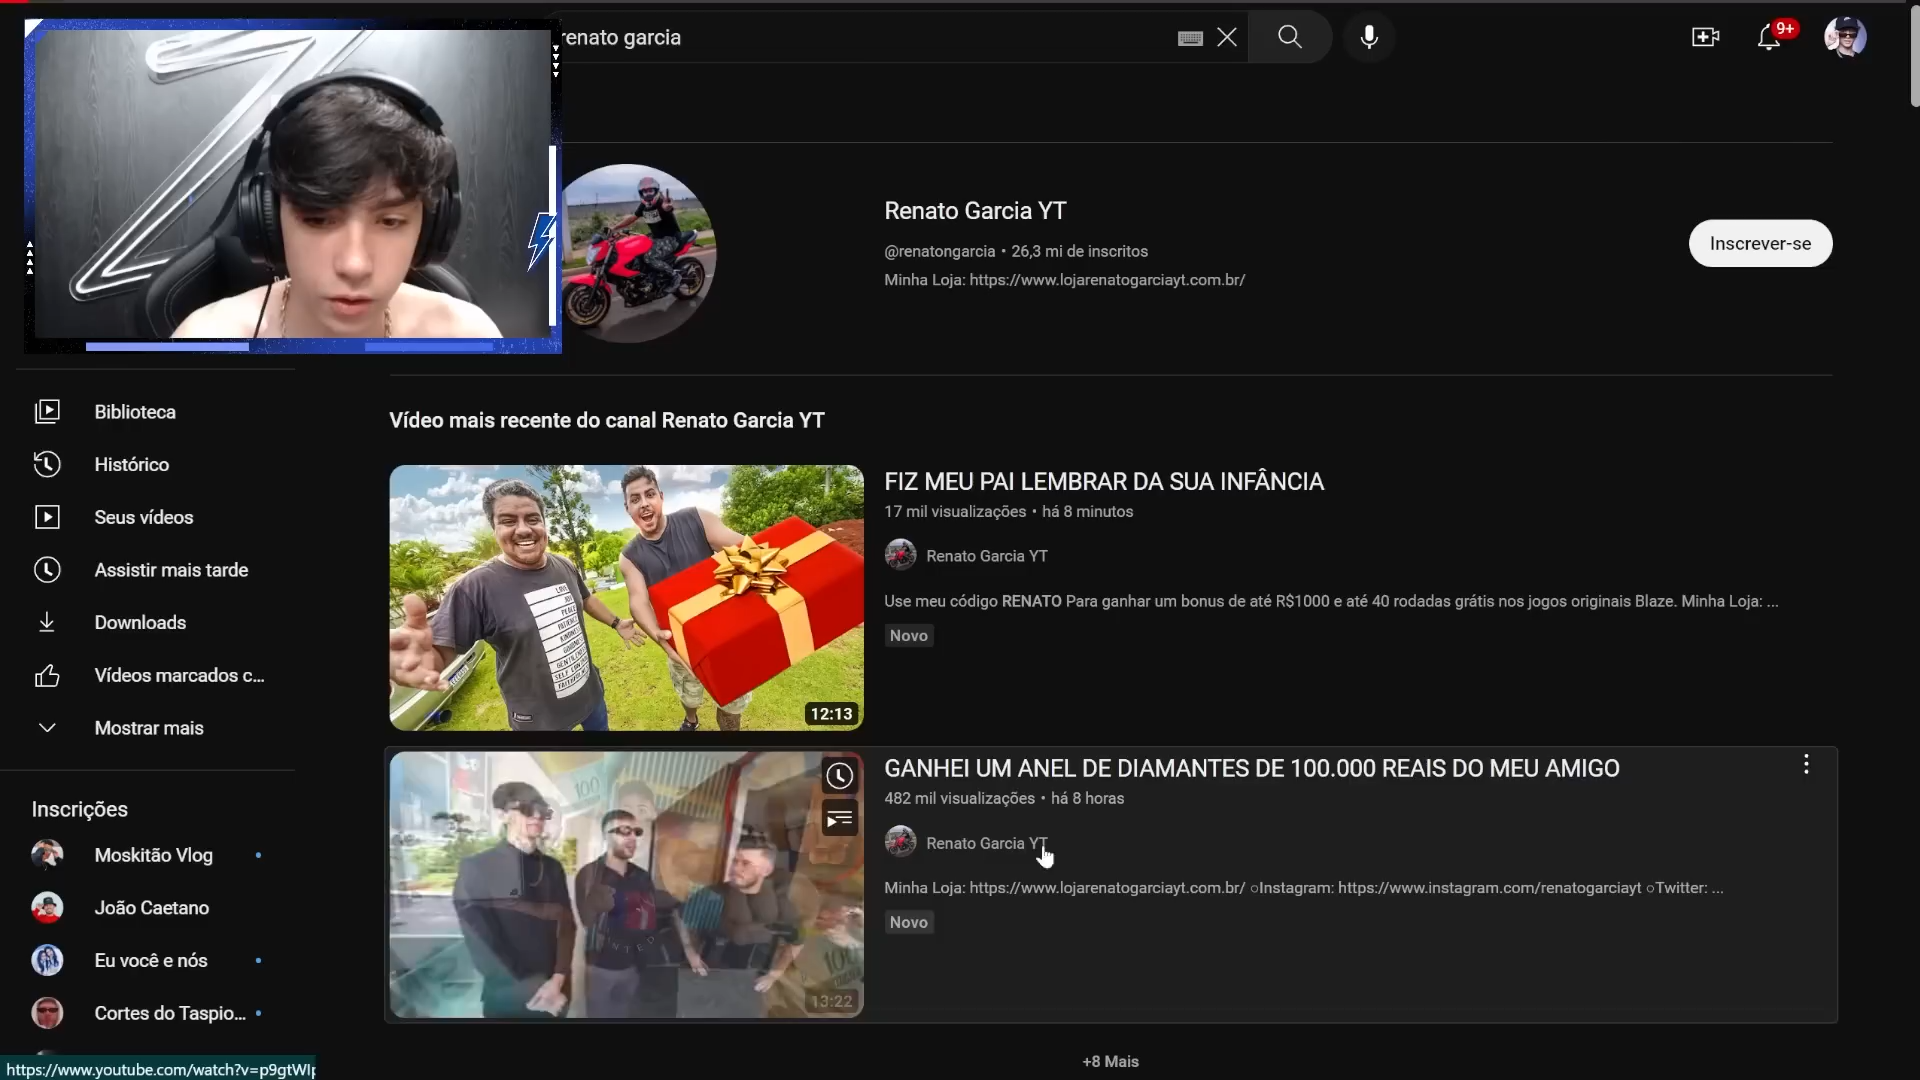 renato garcia
9+
Renato Garcia YT
@renatongarcia • 26,3 mi de inscritos
Minha Loja: https://www.lojarenatogarciayt.com.br/
Inscrever-se
Biblioteca
Histórico
Seus vídeos
Assistir mais tarde
Downloads
Vídeos marcados c...
Mostrar mais
Inscrições
Moskitão Vlog
João Caetano
Eu você e nós
Cortes do Taspio...
Vídeo mais recente do canal Renato Garcia YT
12:13
FIZ MEU PAI LEMBRAR DA SUA INFÂNCIA
17 mil visualizações • há 8 minutos
Renato Garcia YT
Use meu código RENATO Para ganhar um bonus de até R$1000 e até 40 rodadas grátis nos jogos originais Blaze. Minha Loja: ...
Novo
13:22
GANHEI UM ANEL DE DIAMANTES DE 100.000 REAIS DO MEU AMIGO
482 mil visualizações • há 8 horas
Renato Garcia YT
Minha Loja: https://www.lojarenatogarciayt.com.br/ ○Instagram: https://www.instagram.com/renatogarciayt ○Twitter: ...
Novo
+8 Mais
https://www.youtube.com/watch?v=p9gtWIp